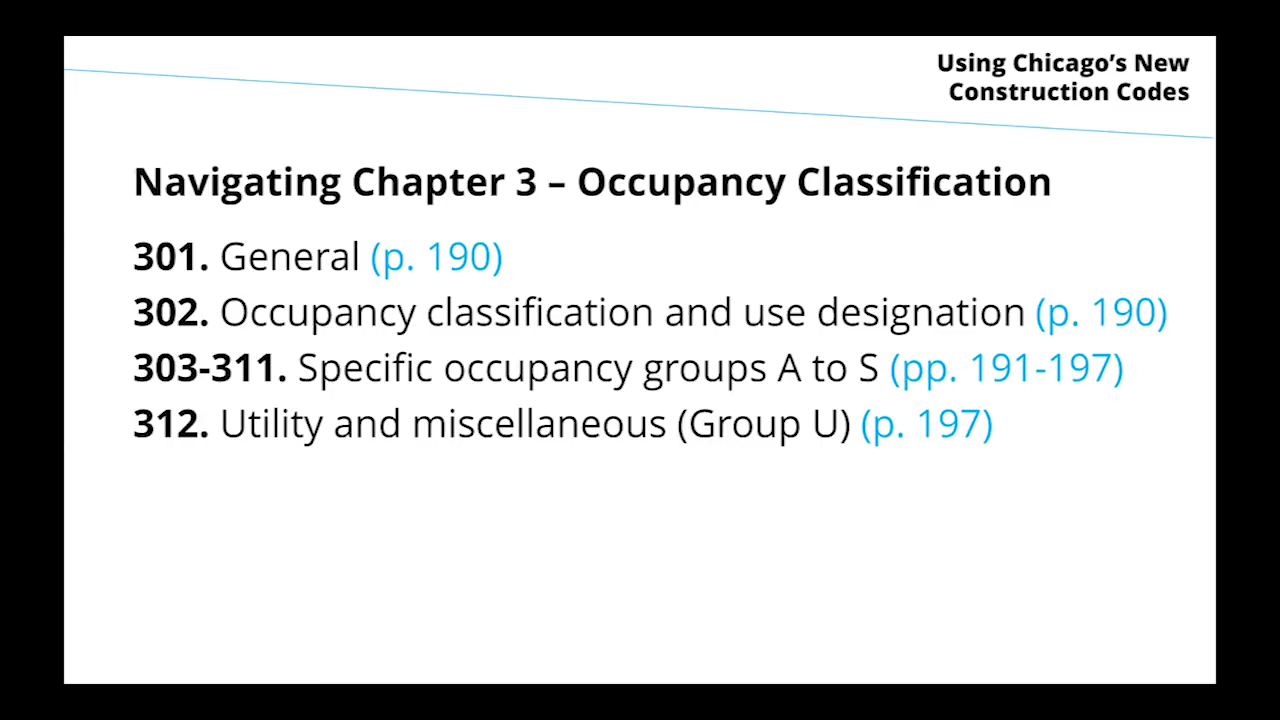 Using Chicago’s New
Construction Codes
Navigating Chapter 3 – Occupancy Classification
301. General (p. 190)
302. Occupancy classification and use designation (p. 190)
303-311. Specific occupancy groups A to S (pp. 191-197)
312. Utility and miscellaneous (Group U) (p. 197)